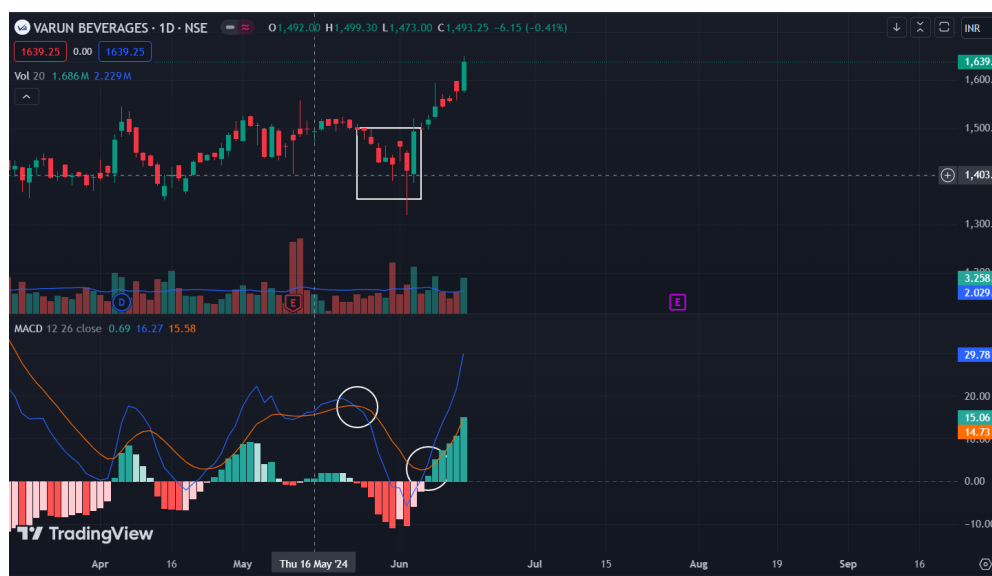 VARUN BEVERAGES · 1D · NSE O1,492.00 H1,499.30 L1,473.00 C1,493.25 −6.15 (−0.41%) INR
1639.25 0.00 1639.25
1,639.
Vol 20 1.686M 2.229M
1,600.
1,500.
1,403.
1,300.
3.258
2.029
D E E
MACD 12 26 close 0.69 16.27 15.58
29.78
20.00
15.06
14.73
0.00
−10.00
TradingView
Apr 16 May Thu 16 May '24 Jun Jul 15 Aug 19 Sep 16